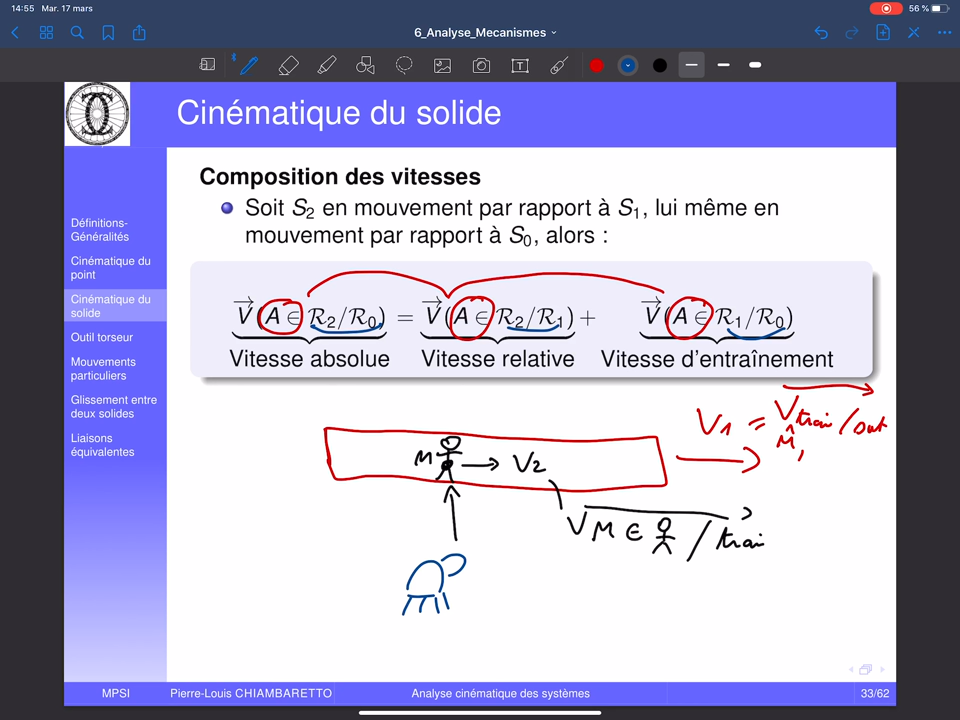 14:55 Mar. 17 mars
56 %
6_Analyse_Mecanismes
Cinématique du solide
Définitions-
Généralités
Cinématique du
point
Cinématique du
solide
Outil torseur
Mouvements
particuliers
Glissement entre
deux solides
Liaisons
équivalentes
Composition des vitesses
Soit S₂ en mouvement par rapport à S₁, lui même en
mouvement par rapport à S₀, alors :
V(A ∈ R₂/R₀) = V(A ∈ R₂/R₁) + V(A ∈ R₁/R₀)
Vitesse absolue Vitesse relative Vitesse d'entraînement
V1 = V train /
M
M → V2
V M ∈ / train
MPSI Pierre-Louis CHIAMBARETTO Analyse cinématique des systèmes 33/62